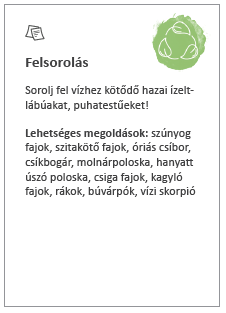 Felsorolás
Sorolj fel vízhez kötődő hazai ízelt-
lábúakat, puhatestűeket!
Lehetséges megoldások: szúnyog
fajok, szitakötő fajok, óriás csíbor,
csíkbogár, molnárpoloska, hanyatt
úszó poloska, csiga fajok, kagyló
fajok, rákok, búvárpók, vízi skorpió